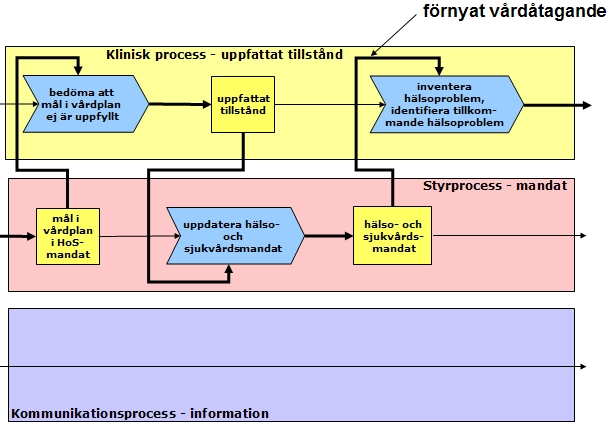 förnyat vårdåtagande
Klinisk process - uppfattat tillstånd
bedöma att
mål i vårdplan
ej är uppfyllt
uppfattat
tillstånd
inventera
hälsoproblem,
identifiera tillkom-
mande hälsoproblem
Styrprocess - mandat
mål i
vårdplan
i HoS-
mandat
uppdatera hälso-
och
sjukvårdsmandat
hälso- och
sjukvårds-
mandat
Kommunikationsprocess - information